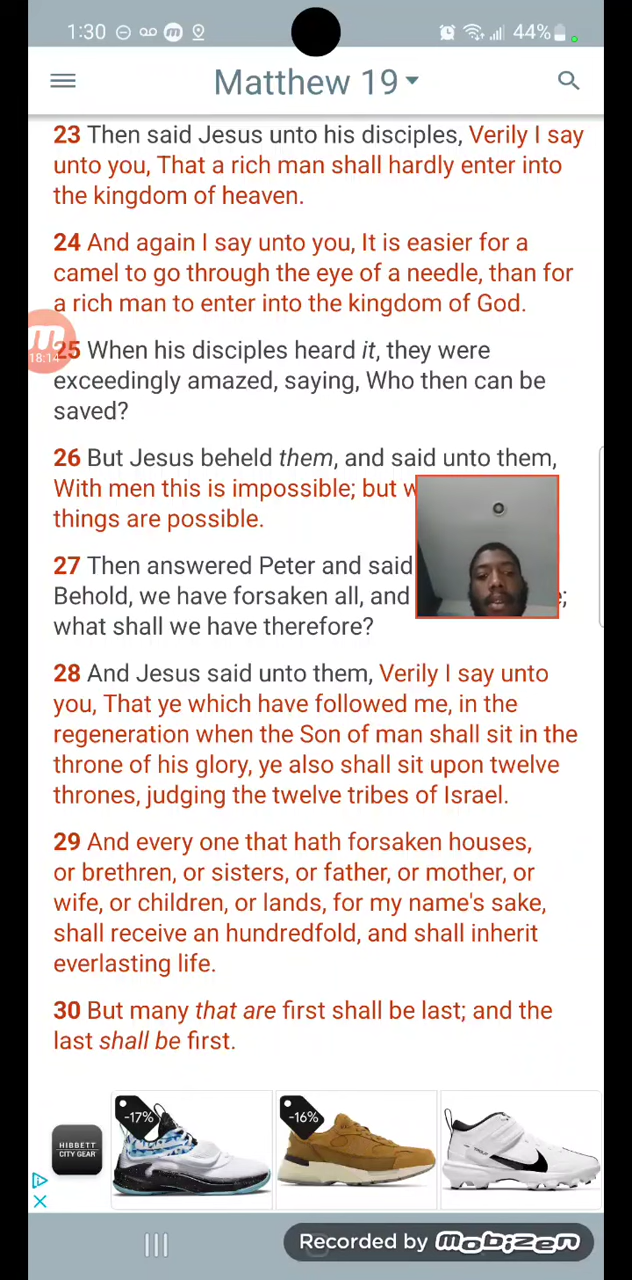 1:30
44%
Matthew 19
23 Then said Jesus unto his disciples, Verily I say
unto you, That a rich man shall hardly enter into
the kingdom of heaven.
24 And again I say unto you, It is easier for a
camel to go through the eye of a needle, than for
a rich man to enter into the kingdom of God.
18:14
25 When his disciples heard it, they were
exceedingly amazed, saying, Who then can be
saved?
26 But Jesus beheld them, and said unto them,
With men this is impossible; but
things are possible.
27 Then answered Peter and said
Behold, we have forsaken all, and
what shall we have therefore?
28 And Jesus said unto them, Verily I say unto
you, That ye which have followed me, in the
regeneration when the Son of man shall sit in the
throne of his glory, ye also shall sit upon twelve
thrones, judging the twelve tribes of Israel.
29 And every one that hath forsaken houses,
or brethren, or sisters, or father, or mother, or
wife, or children, or lands, for my name's sake,
shall receive an hundredfold, and shall inherit
everlasting life.
30 But many that are first shall be last; and the
last shall be first.
-17%
-16%
HIBBETT
CITY GEAR
Recorded by mobizen